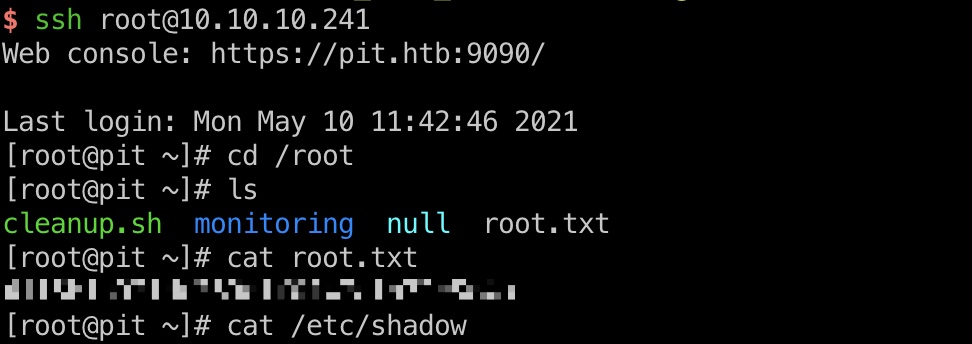 $ ssh root@10.10.10.241
Web console: https://pit.htb:9090/
Last login: Mon May 10 11:42:46 2021
[root@pit ~]# cd /root
[root@pit ~]# ls
cleanup.sh  monitoring  null  root.txt
[root@pit ~]# cat root.txt
[root@pit ~]# cat /etc/shadow